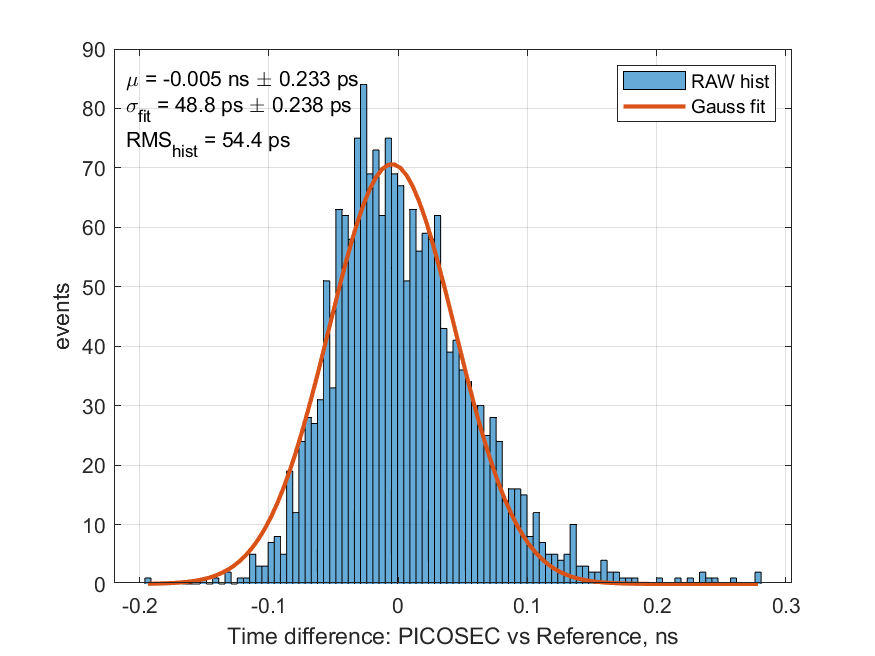 μ = -0.005 ns ± 0.233 ps
σfit = 48.8 ps ± 0.238 ps
RMShist = 54.4 ps
RAW hist
Gauss fit
90
80
70
60
50
40
30
20
10
0
events
-0.2 -0.1 0 0.1 0.2 0.3
Time difference: PICOSEC vs Reference, ns